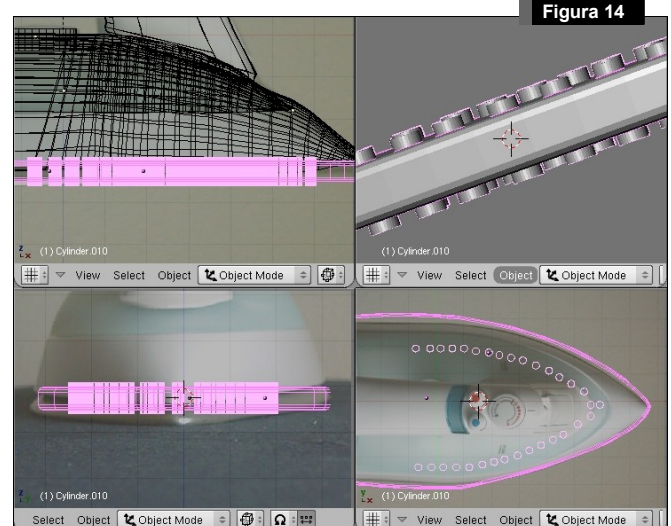 Figura 14
z
x
(1) Cylinder.010
(1) Cylinder.010
View Select Object Object Mode
View Select Object Object Mode
z
y
(1) Cylinder.010
y
x
(1) Cylinder.010
Select Object Object Mode
View Select Object Object Mode